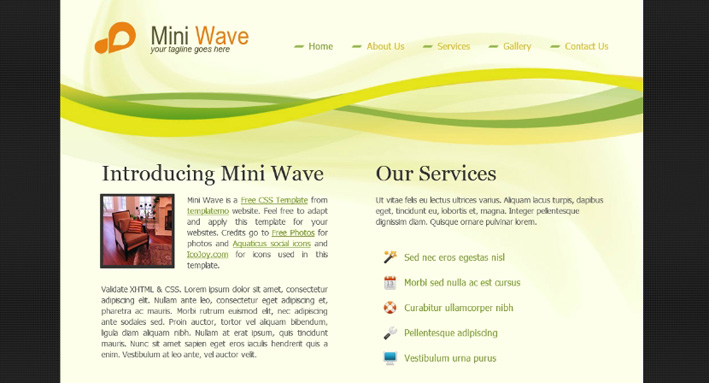 Mini Wave
your tagline goes here
Home
About Us
Services
Gallery
Contact Us
Introducing Mini Wave
Mini Wave is a Free CSS Template from
templatemo website. Feel free to adapt
and apply this template for your
websites. Credits go to Free Photos for
photos and Aquaticus social icons and
IcoJoy.com for icons used in this
template.
Validate XHTML & CSS. Lorem ipsum dolor sit amet, consectetur
adipiscing elit. Nullam ante leo, consectetur eget adipiscing et,
pharetra ac mauris. Morbi rutrum euismod elit, nec adipiscing
ante sodales sed. Proin auctor, tortor vel aliquam bibendum,
ligula diam aliquam nibh. Nullam at erat ipsum, quis tincidunt
mauris. Nunc sit amet sapien eget eros iaculis hendrerit quis a
enim. Vestibulum at leo ante, vel auctor velit.
Our Services
Ut vitae felis eu lectus ultrices varius. Aliquam lacus turpis, dapibus
eget, tincidunt eu, lobortis et, magna. Integer pellentesque
dignissim diam. Quisque ornare pulvinar lorem.
Sed nec eros egestas nisl
Morbi sed nulla ac est cursus
Curabitur ullamcorper nibh
Pellentesque adipiscing
Vestibulum urna purus